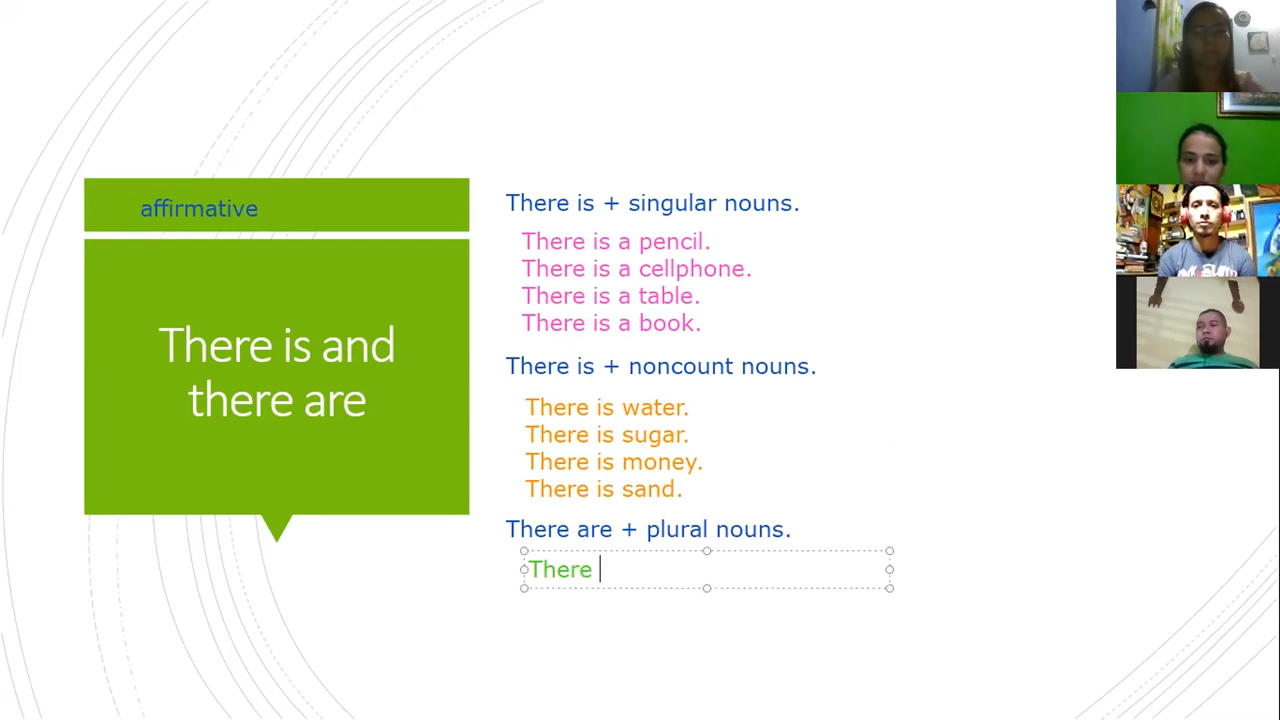 affirmative
There is and
there are
There is + singular nouns.
There is a pencil.
There is a cellphone.
There is a table.
There is a book.
There is + noncount nouns.
There is water.
There is sugar.
There is money.
There is sand.
There are + plural nouns.
There